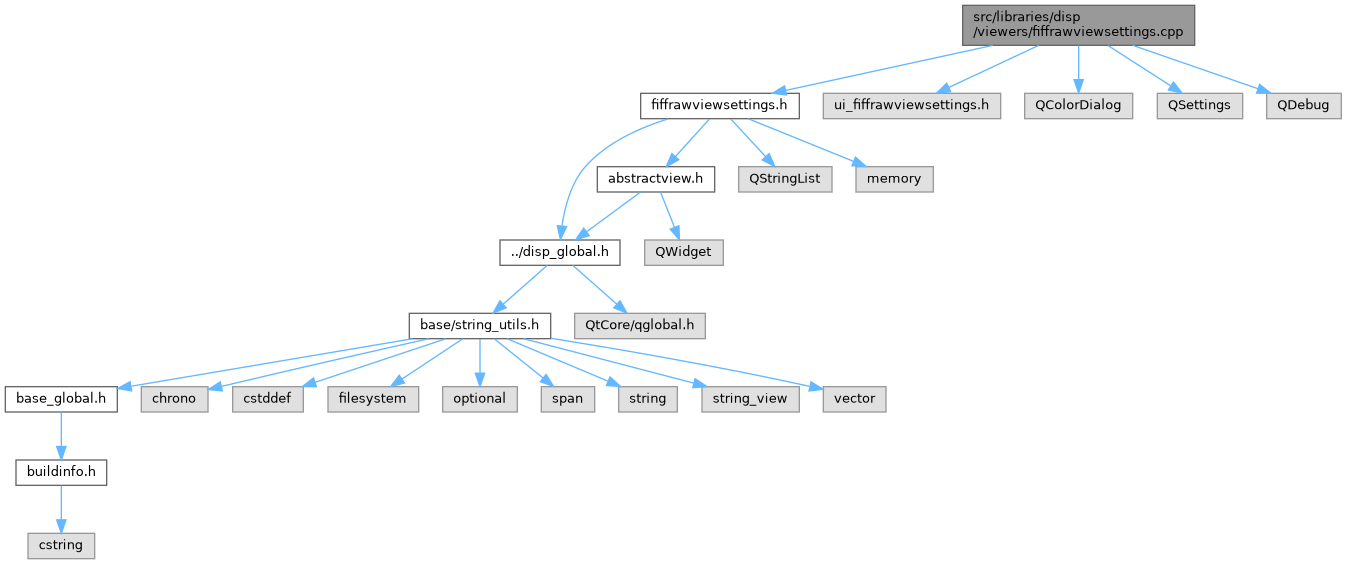 src/libraries/disp
/viewers/fiffrawviewsettings.cpp
fiffrawviewsettings.h
ui_fiffrawviewsettings.h
QColorDialog
QSettings
QDebug
abstractview.h
QStringList
memory
../disp_global.h
QWidget
base/string_utils.h
QtCore/qglobal.h
base_global.h
chrono
cstddef
filesystem
optional
span
string
string_view
vector
buildinfo.h
cstring